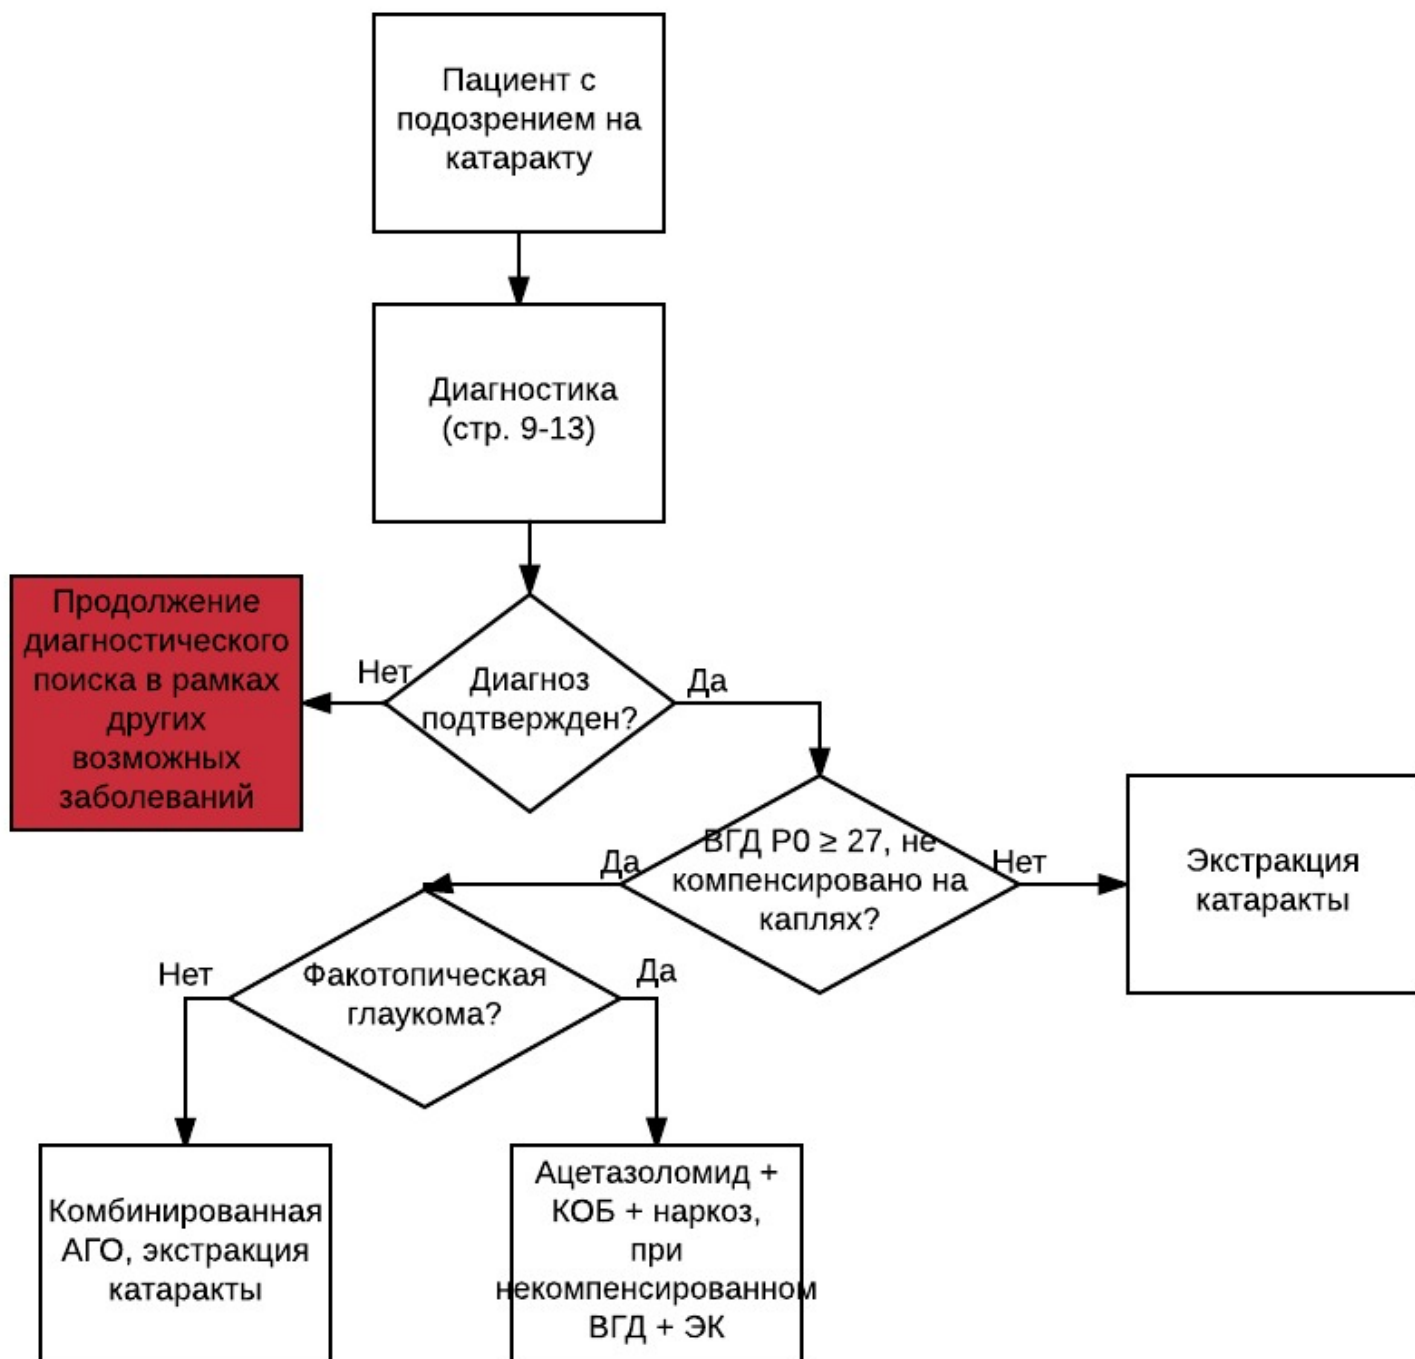 Пациент с
подозрением на
катаракту
Диагностика
(стр. 9-13)
Продолжение
диагностического
поиска в рамках
других
возможных
заболеваний
Нет
Диагноз
подтвержден?
Да
Да
ВГД P0 ≥ 27, не
компенсировано на
каплях?
Нет
Экстракция
катаракты
Нет
Факотопическая
глаукома?
Да
Комбинированная
АГО, экстракция
катаракты
Ацетазоломид +
КОБ + наркоз,
при
некомпенсированном
ВГД + ЭК